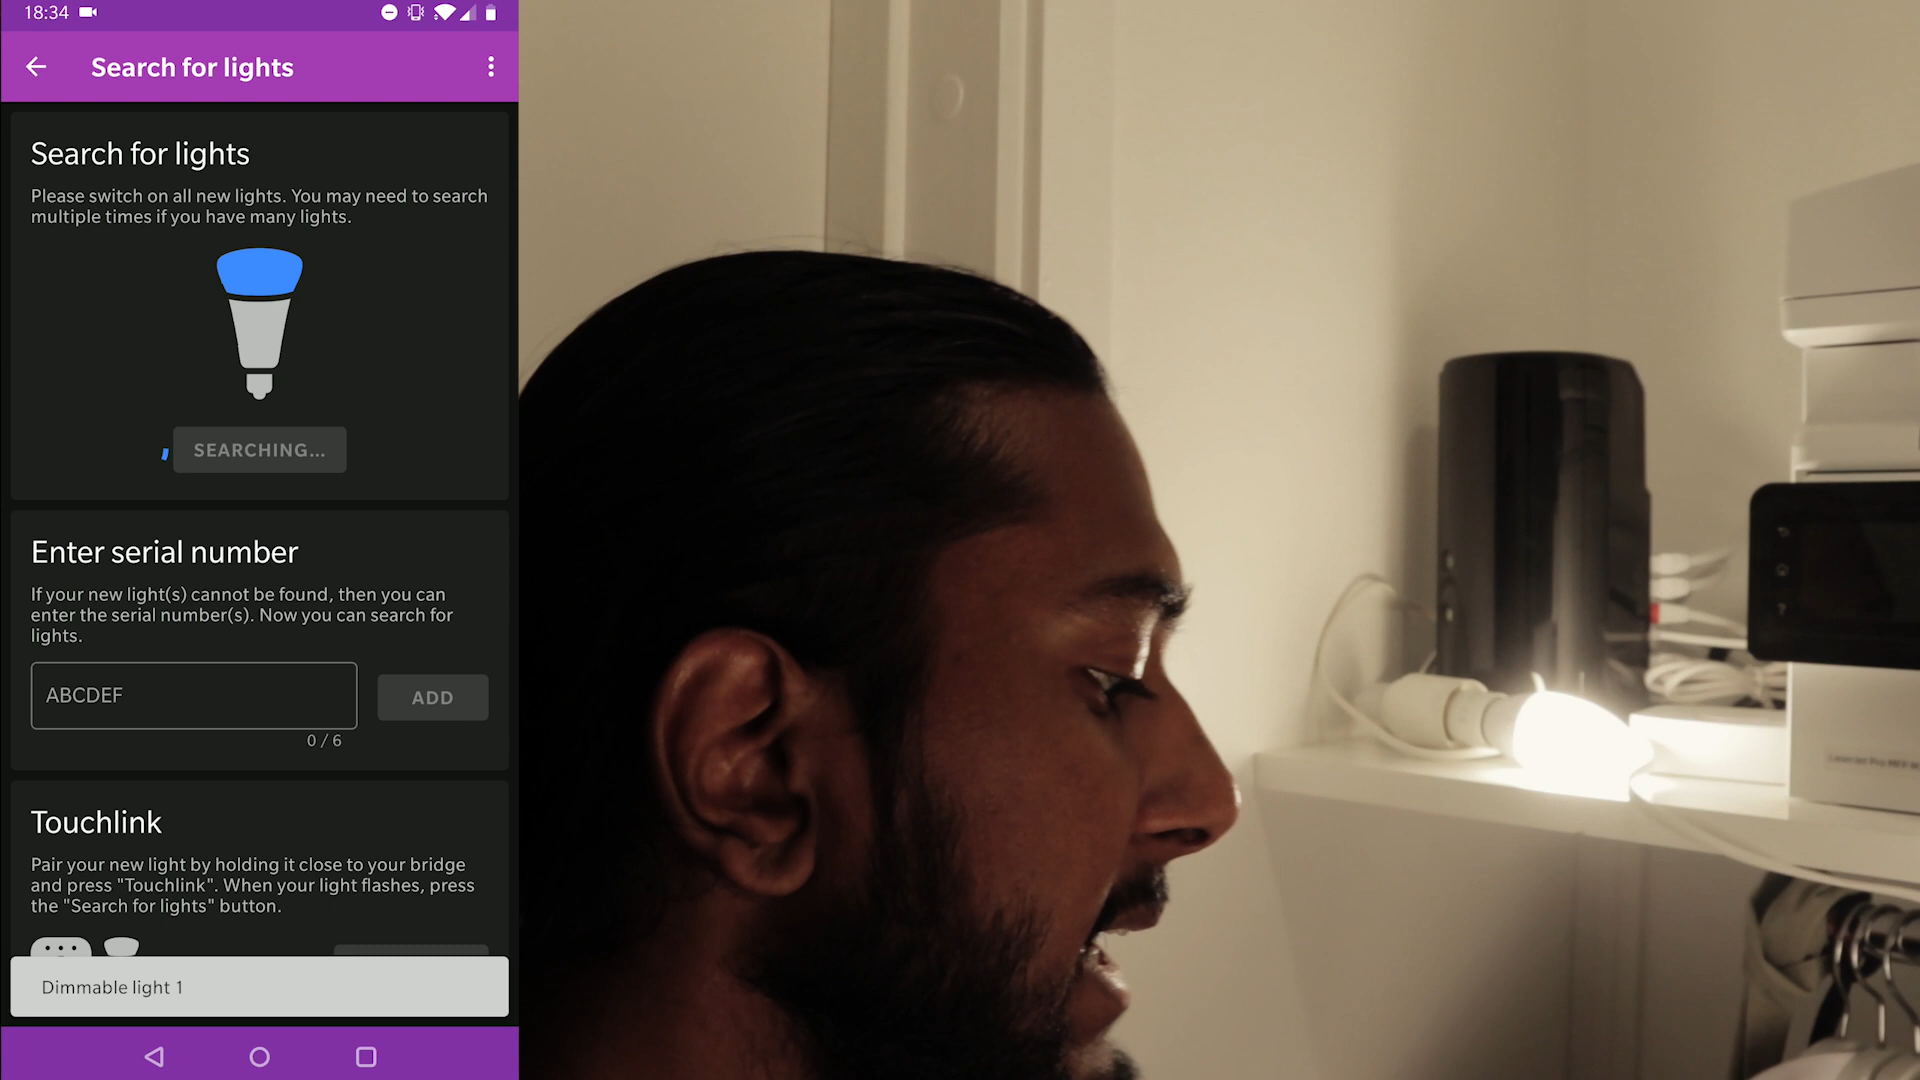 18:34
Search for lights
Search for lights
Please switch on all new lights. You may need to search
multiple times if you have many lights.
SEARCHING...
Enter serial number
If your new light(s) cannot be found, then you can
enter the serial number(s). Now you can search for
lights.
ABCDEF
ADD
0 / 6
Touchlink
Pair your new light by holding it close to your bridge
and press "Touchlink". When your light flashes, press
the "Search for lights" button.
Dimmable light 1
LaserJet Pro MFP